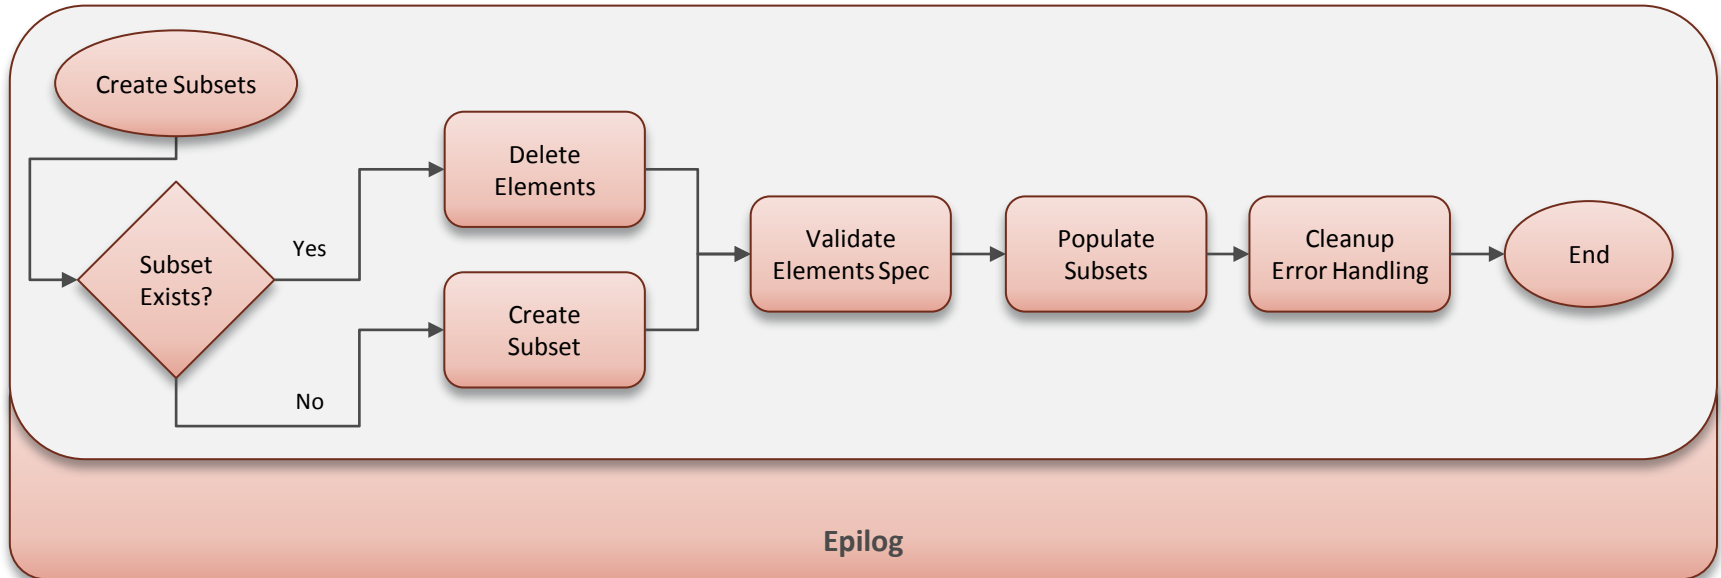 Create Subsets
Subset
Exists?
Yes
No
Delete
Elements
Create
Subset
Validate
Elements Spec
Populate
Subsets
Cleanup
Error Handling
End
Epilog